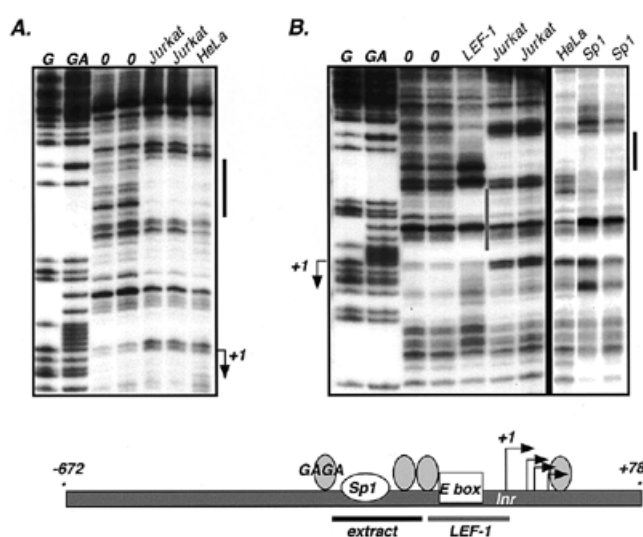 A.
G GA 0 0 Jurkat Jurkat HeLa
+1
B.
G GA 0 0 LEF-1 Jurkat Jurkat HeLa Sp1 Sp1
+1
+1
-672 GAGA +78
Sp1 E box Inr
extract LEF-1